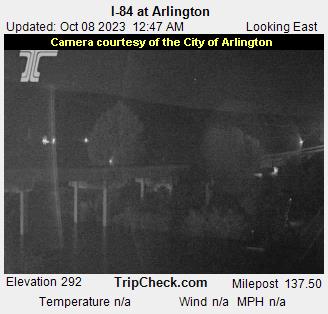 I-84 at Arlington
Updated: Oct 08 2023 12:47 AM Looking East
Camera courtesy of the City of Arlington
Elevation 292 TripCheck.com Milepost 137.50
Temperature n/a Wind n/a MPH n/a